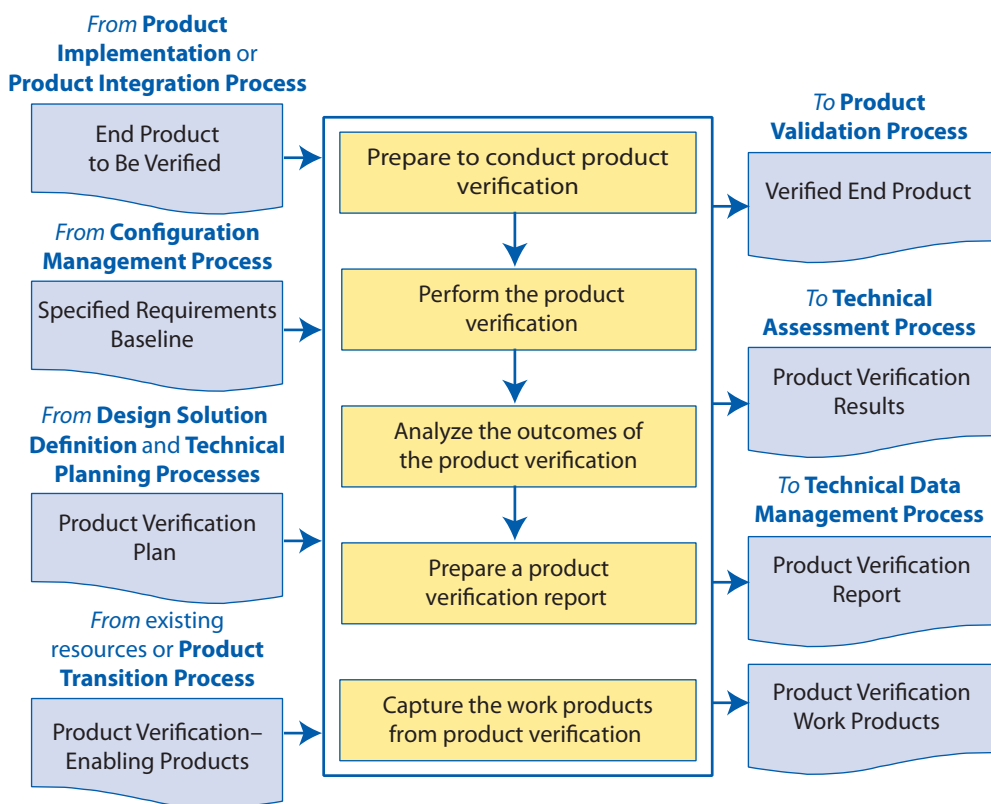 From Product
Implementation or
Product Integration Process
End Product
to Be Verified
From Configuration
Management Process
Specified Requirements
Baseline
From Design Solution
Definition and Technical
Planning Processes
Product Verification
Plan
From existing
resources or Product
Transition Process
Product Verification–
Enabling Products
Prepare to conduct product
verification
Perform the product
verification
Analyze the outcomes of
the product verification
Prepare a product
verification report
Capture the work products
from product verification
To Product
Validation Process
Verified End Product
To Technical
Assessment Process
Product Verification
Results
To Technical Data
Management Process
Product Verification
Report
Product Verification
Work Products